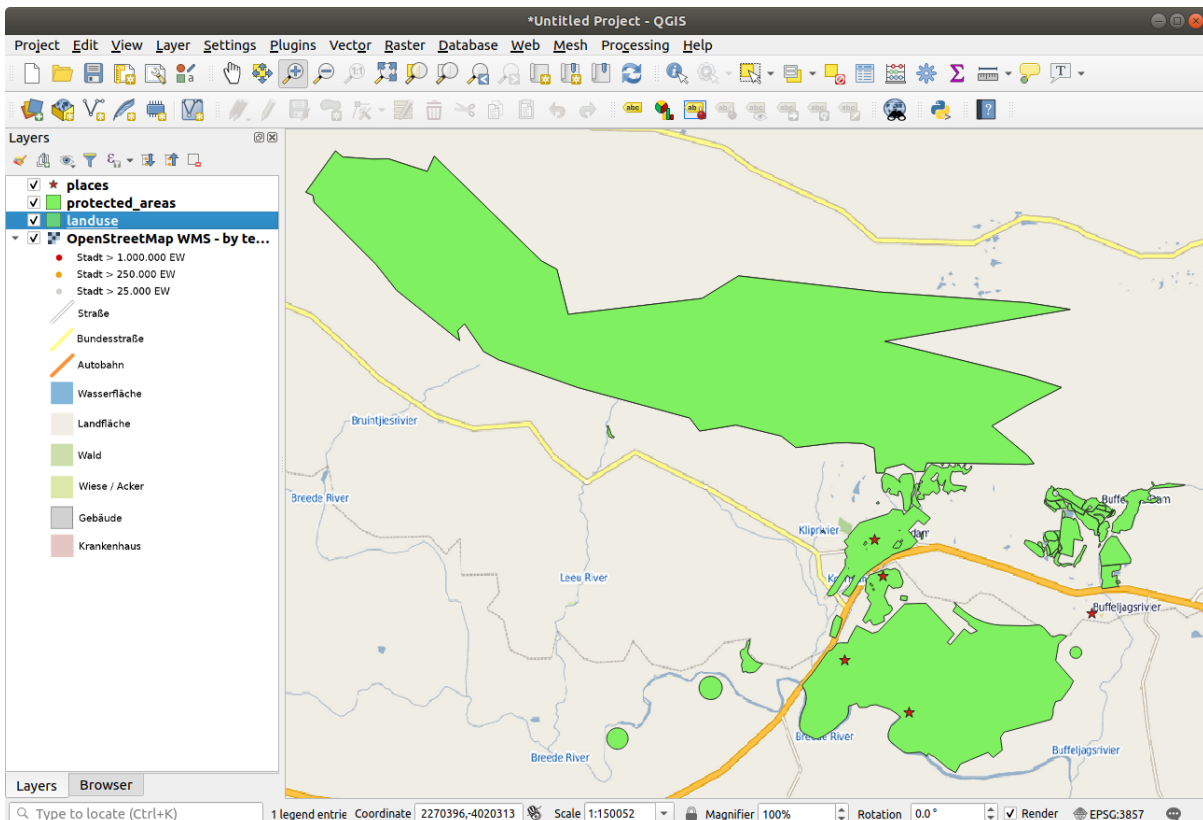 *Untitled Project - QGIS
Project Edit View Layer Settings Plugins Vector Raster Database Web Mesh Processing Help
Layers
places
protected_areas
landuse
OpenStreetMap WMS - by te...
Stadt > 1.000.000 EW
Stadt > 250.000 EW
Stadt > 25.000 EW
Straße
Bundesstraße
Autobahn
Wasserfläche
Landfläche
Wald
Wiese / Acker
Gebäude
Krankenhaus
Bruintjiesrivier
Breede River
Kliprivier
dam
Leeu River
Buffeljagsrivier
Breede River
Breede River
Buffeljagsrivier
Layers Browser
Type to locate (Ctrl+K) 1 legend entrie Coordinate 2270396,-4020313 Scale 1:150052 Magnifier 100% Rotation 0.0 ° Render EPSG:3857